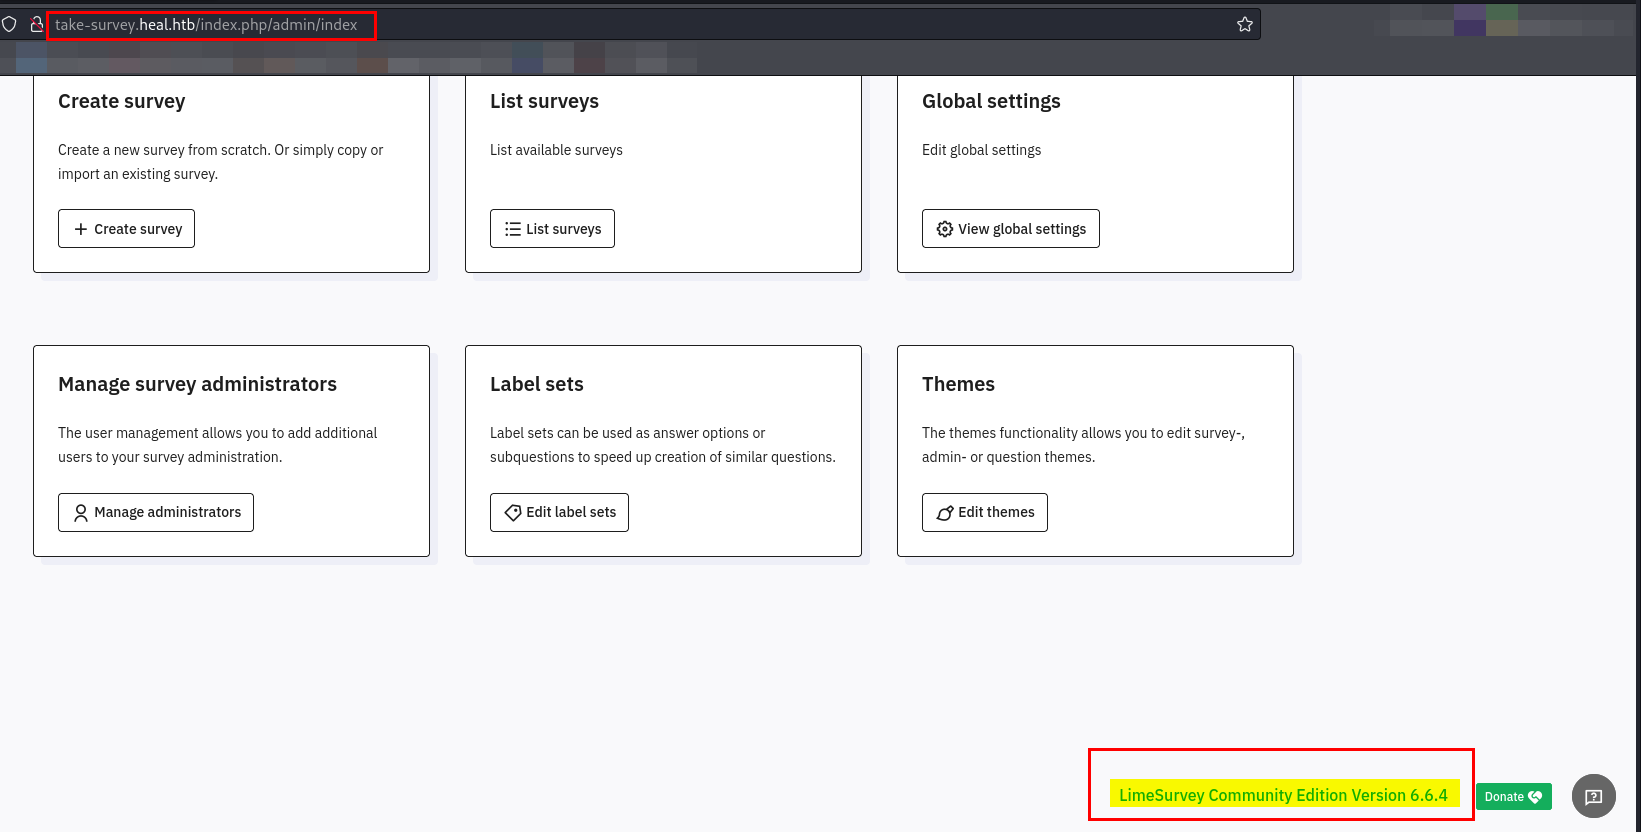 take-survey.heal.htb/index.php/admin/index
Create survey
Create a new survey from scratch. Or simply copy or
import an existing survey.
Create survey
List surveys
List available surveys
List surveys
Global settings
Edit global settings
View global settings
Manage survey administrators
The user management allows you to add additional
users to your survey administration.
Manage administrators
Label sets
Label sets can be used as answer options or
subquestions to speed up creation of similar questions.
Edit label sets
Themes
The themes functionality allows you to edit survey-,
admin- or question themes.
Edit themes
LimeSurvey Community Edition Version 6.6.4
Donate